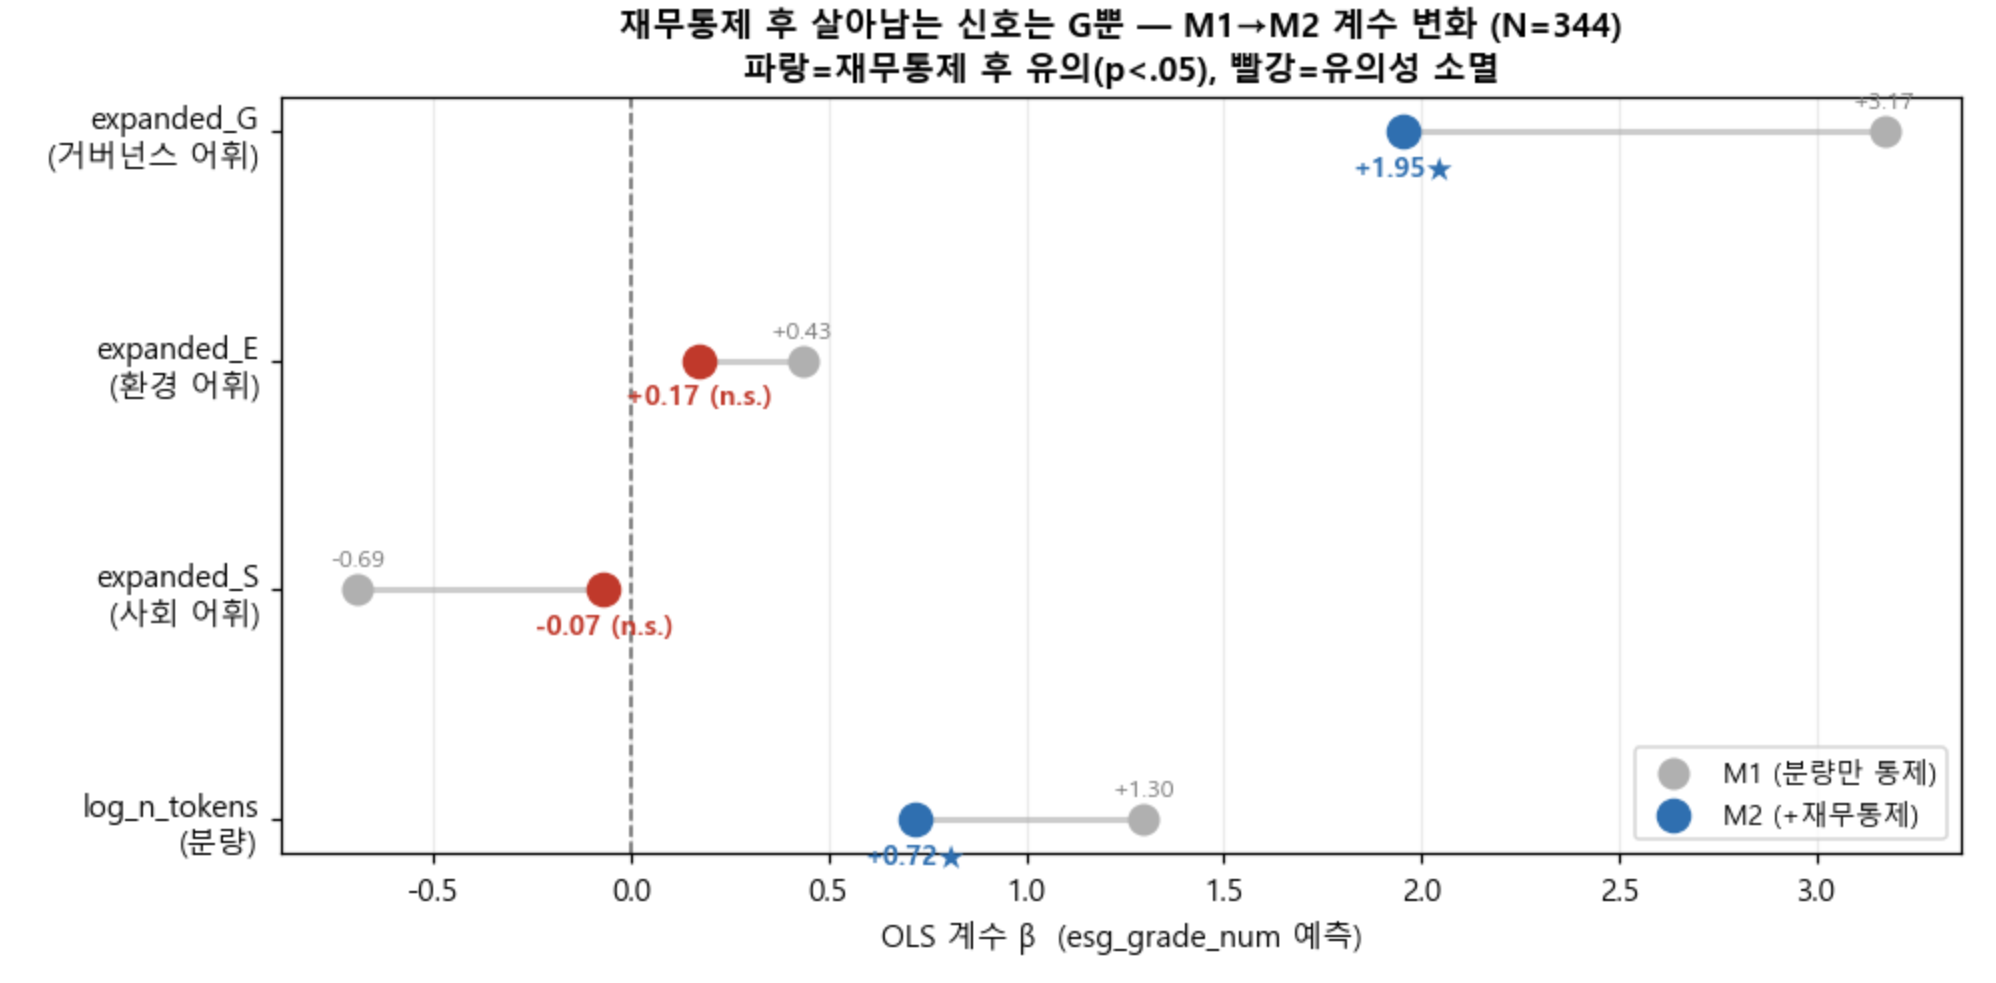 재무통제 후 살아남는 신호는 G뿐 — M1→M2 계수 변화 (N=344)
파랑=재무통제 후 유의(p<.05), 빨강=유의성 소멸
expanded_G
(거버넌스 어휘)
+3.17
+1.95★
expanded_E
(환경 어휘)
+0.43
+0.17 (n.s.)
expanded_S
(사회 어휘)
-0.69
-0.07 (n.s.)
log_n_tokens
(분량)
+1.30
+0.72★
M1 (분량만 통제)
M2 (+재무통제)
-0.5 0.0 0.5 1.0 1.5 2.0 2.5 3.0
OLS 계수 β (esg_grade_num 예측)